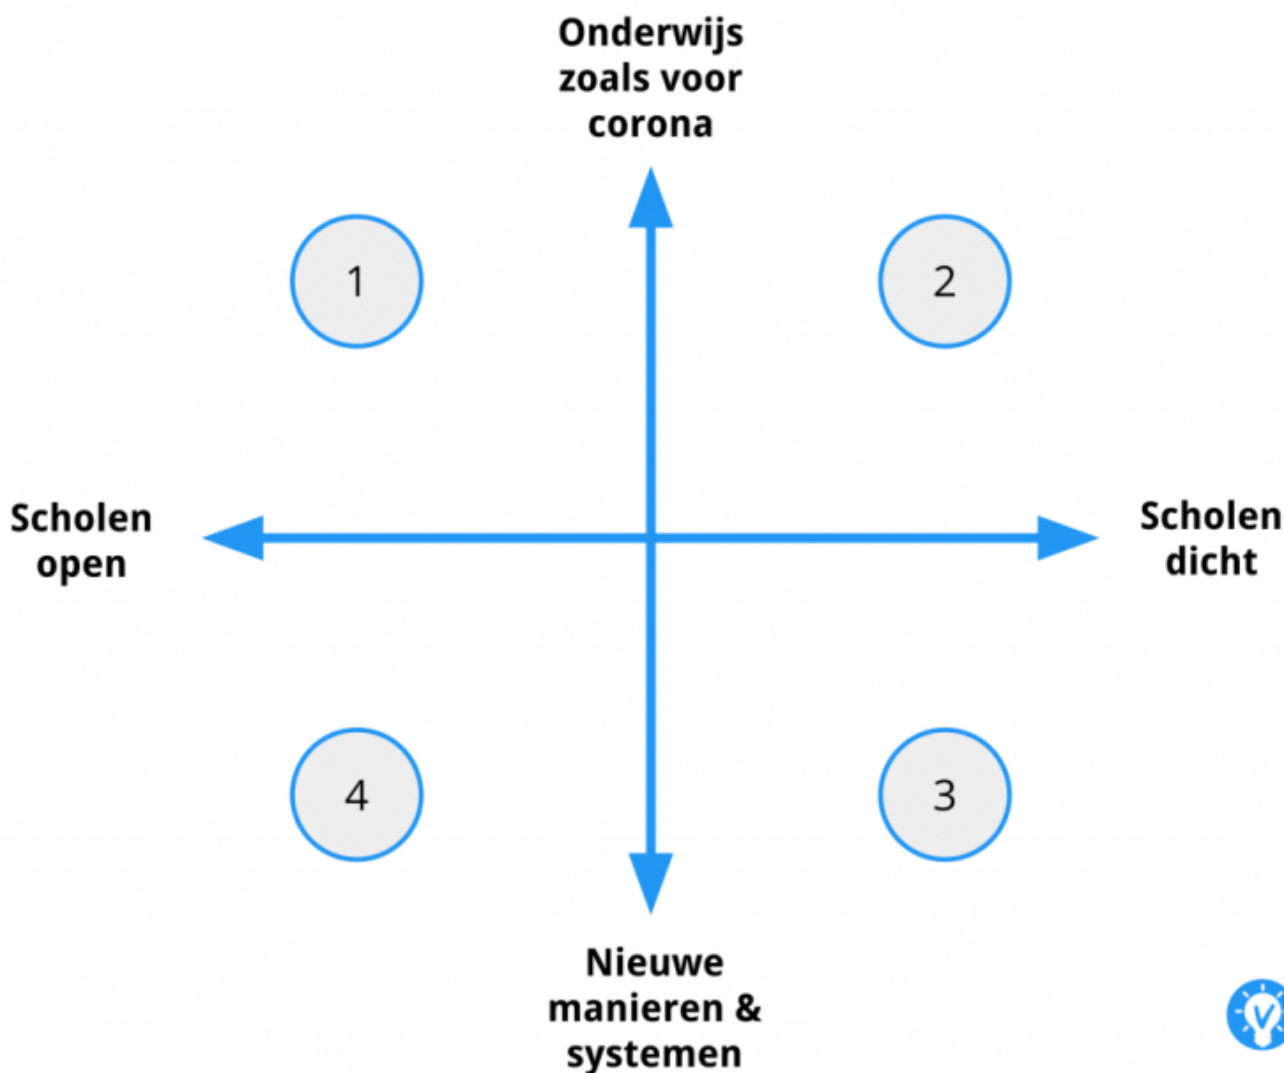 Onderwijs
zoals voor
corona
1
2
Scholen
open
Scholen
dicht
4
3
Nieuwe
manieren &
systemen